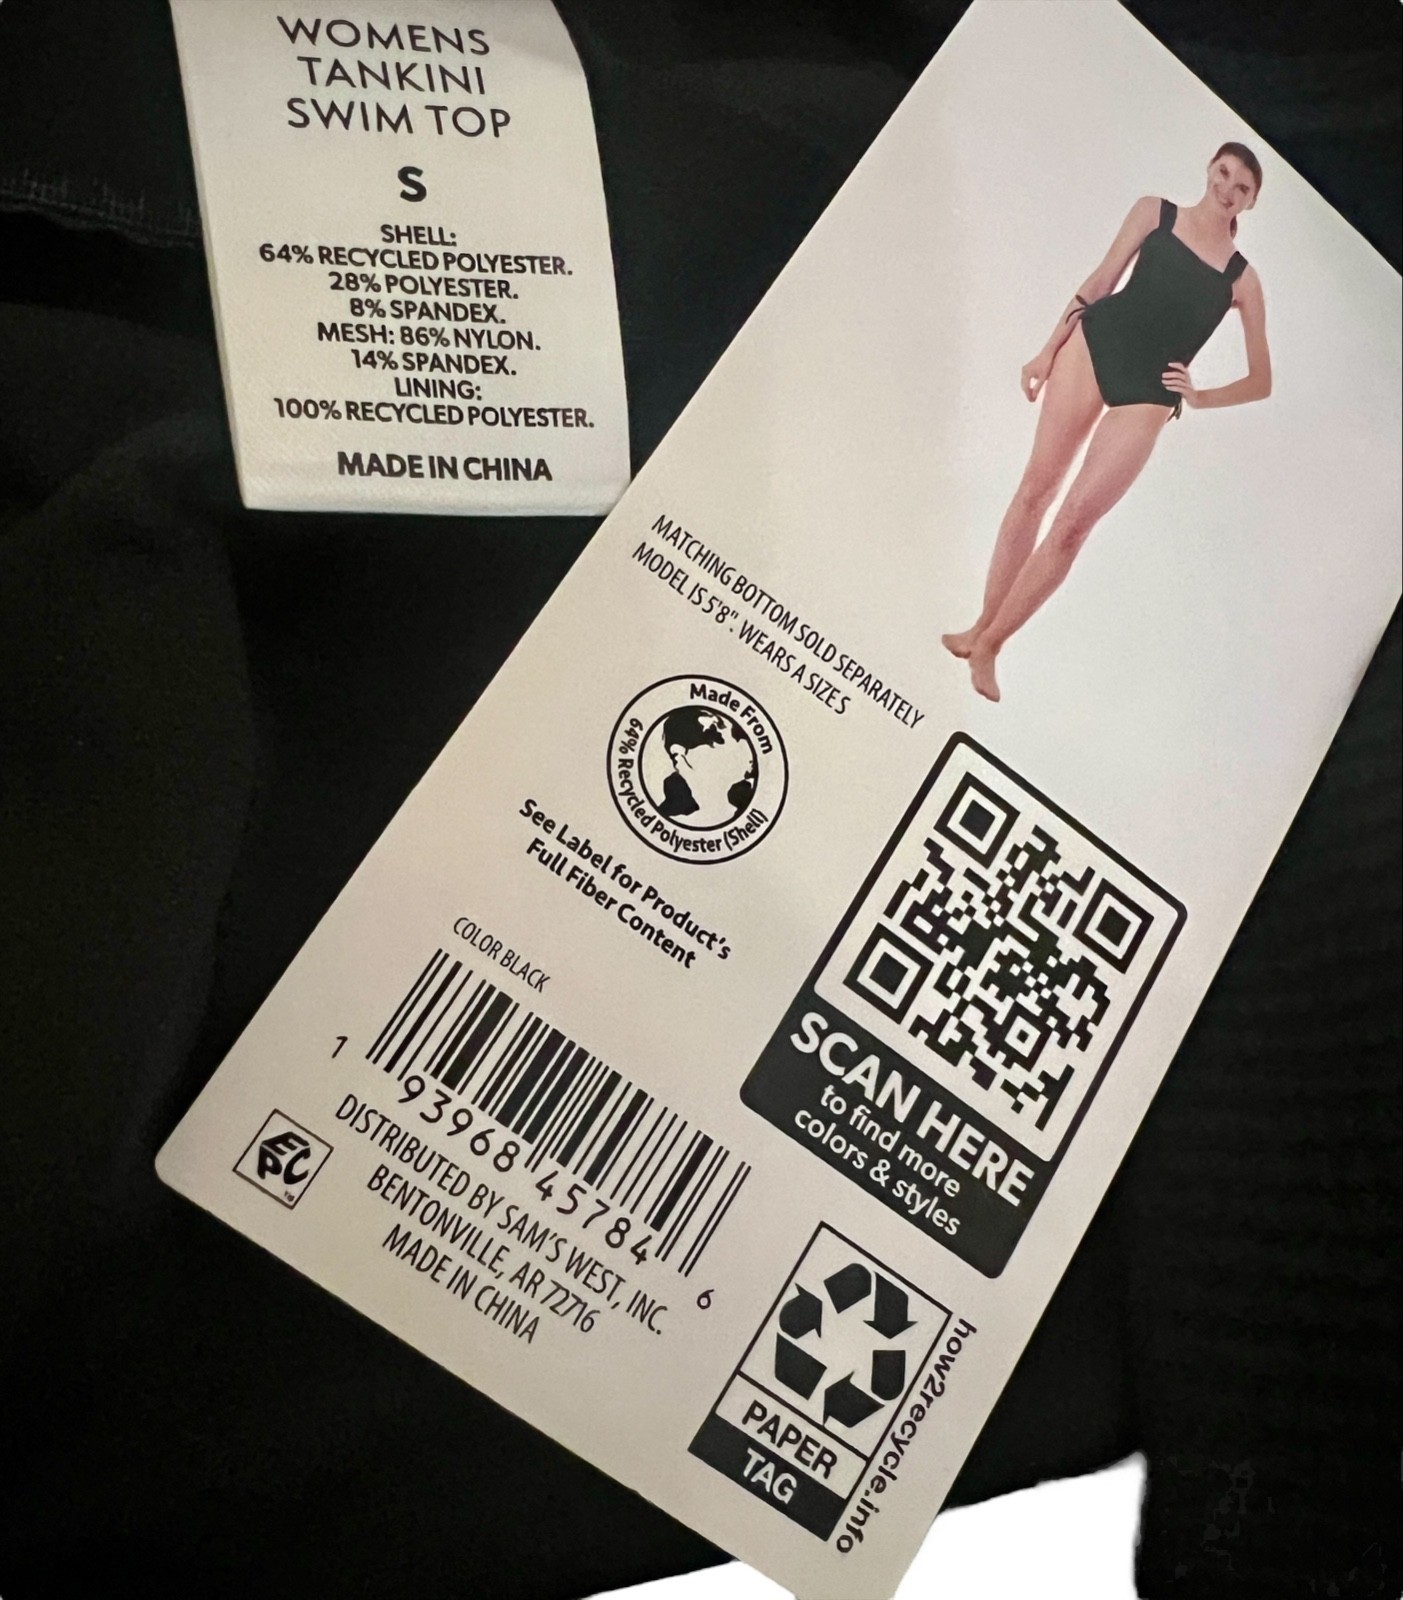 WOMENS
TANKINI
SWIM TOP
S
SHELL:
64% RECYCLED POLYESTER.
28% POLYESTER.
8% SPANDEX.
MESH: 86% NYLON.
14% SPANDEX.
LINING:
100% RECYCLED POLYESTER.
MADE IN CHINA
MATCHING BOTTOM SOLD SEPARATELY
MODEL IS 5'8". WEARS A SIZE S
Made From
64% Recycled Polyester (Shell)
See Label for Product's
Full Fiber Content
COLOR BLACK
1 93968 45784 6
DISTRIBUTED BY SAM'S WEST, INC.
BENTONVILLE, AR 72716
MADE IN CHINA
EPC™
SCAN HERE
to find more
colors & styles
PAPER
TAG
how2recycle.info